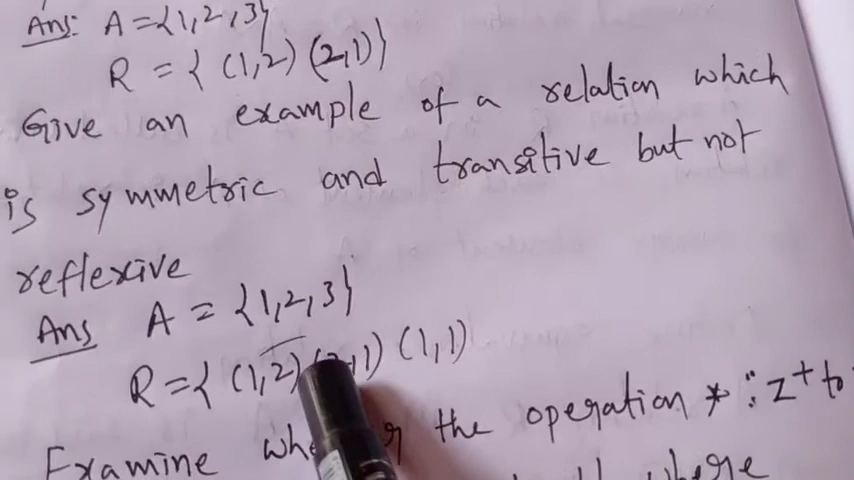 Ans: A = {1,2,3}
R = { (1,2) (2,1)}
Give an example of a relation which
is symmetric and transitive but not
reflexive
Ans A = {1,2,3}
R = { (1,2) ,1) (1,1)
Examine the operation * : Z+ to
where